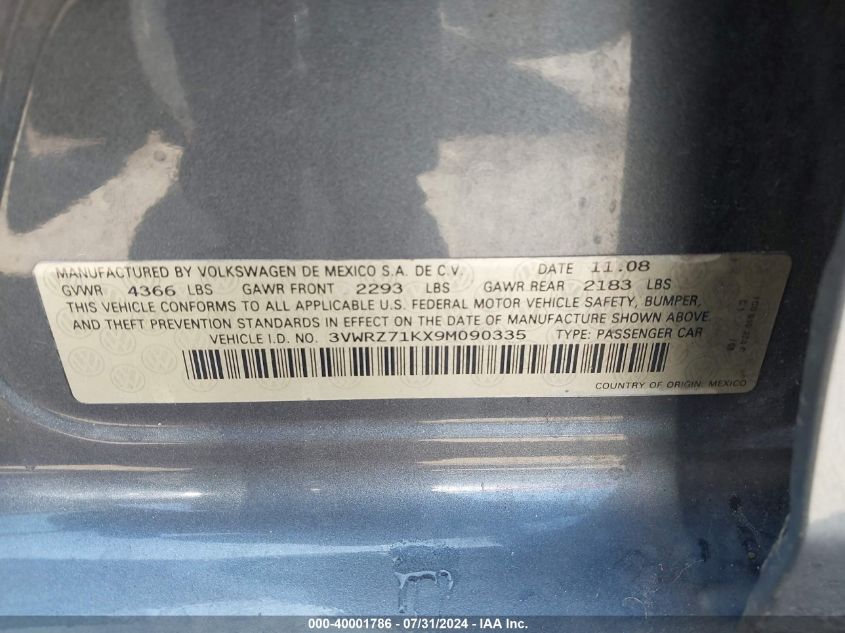 MANUFACTURED BY VOLKSWAGEN DE MEXICO S.A. DE C.V. DATE 11.08
GVWR 4366 LBS GAWR FRONT 2293 LBS GAWR REAR 2183 LBS
THIS VEHICLE CONFORMS TO ALL APPLICABLE U.S. FEDERAL MOTOR VEHICLE SAFETY, BUMPER,
AND THEFT PREVENTION STANDARDS IN EFFECT ON THE DATE OF MANUFACTURE SHOWN ABOVE.
VEHICLE I.D. NO. 3VWRZ71KX9M090335 TYPE: PASSENGER CAR
COUNTRY OF ORIGIN: MEXICO
000-40001786 - 07/31/2024 - IAA Inc.